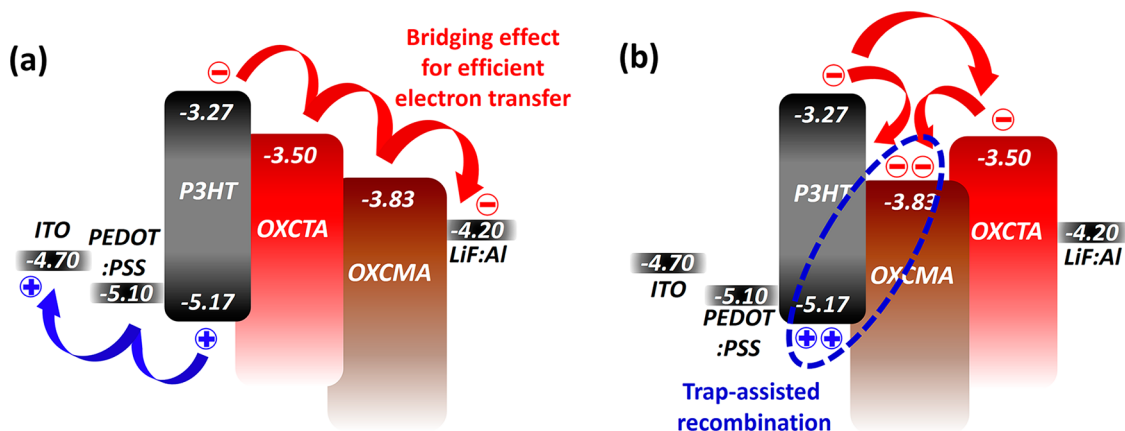 (a)
Bridging effect
for efficient
electron transfer
-3.27
P3HT
-5.17
-3.50
OXCTA
-3.83
OXCMA
-4.20
LiF:Al
ITO
-4.70
PEDOT
:PSS
-5.10
(b)
-3.27
P3HT
-5.17
-3.83
OXCMA
-3.50
OXCTA
-4.20
LiF:Al
-4.70
ITO
-5.10
PEDOT
:PSS
Trap-assisted
recombination